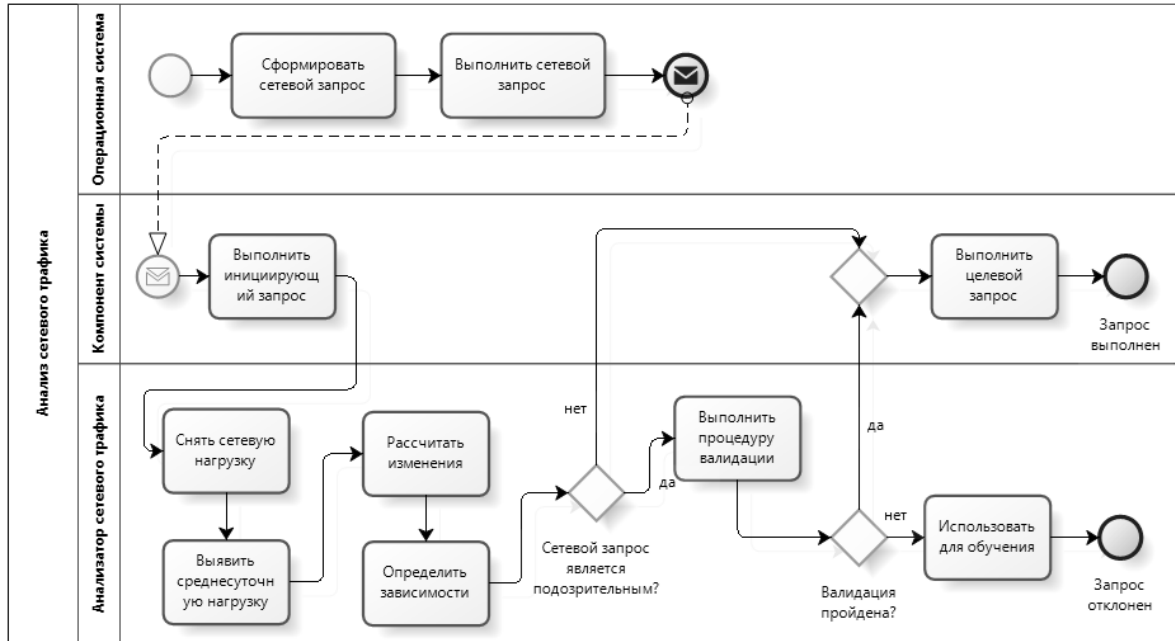 Анализ сетевого трафика
Операционная система
Сформировать
сетевой запрос
Выполнить сетевой
запрос
Компонент системы
Выполнить
инициирующ
ий запрос
Выполнить
целевой
запрос
Запрос
выполнен
Анализатор сетевого трафика
Снять сетевую
нагрузку
Выявить
среднесуточн
ую нагрузку
Рассчитать
изменения
Определить
зависимости
Сетевой запрос
является
подозрительным?
нет
да
Выполнить
процедуру
валидации
Валидация
пройдена?
да
нет
Использовать
для обучения
Запрос
отклонен